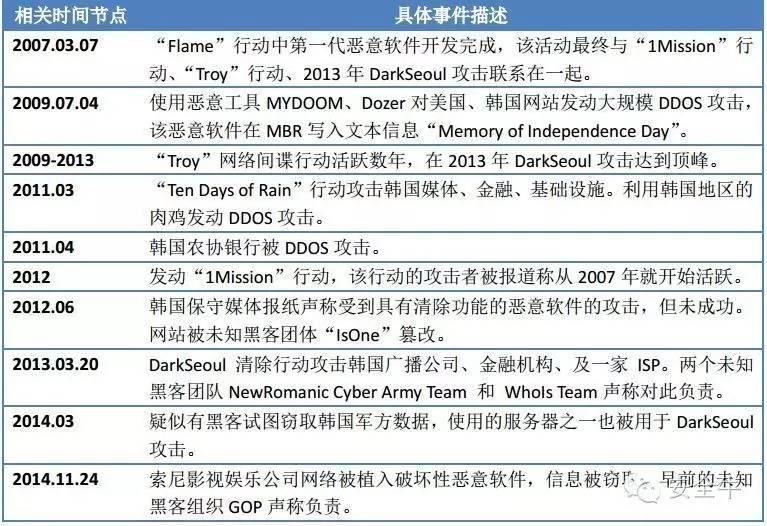 相关时间节点 具体事件描述
2007.03.07 “Flame”行动中第一代恶意软件开发完成，该活动最终与“1Mission”行
动、“Troy”行动、2013 年 DarkSeoul 攻击联系在一起。
2009.07.04 使用恶意工具 MYDOOM、Dozer 对美国、韩国网站发动大规模 DDOS 攻击，
该恶意软件在 MBR 写入文本信息“Memory of Independence Day”。
2009-2013 “Troy”网络间谍行动活跃数年，在 2013 年 DarkSeoul 攻击达到顶峰。
2011.03 “Ten Days of Rain”行动攻击韩国媒体、金融、基础设施。利用韩国地区的
肉鸡发动 DDOS 攻击。
2011.04 韩国农协银行被 DDOS 攻击。
2012 发动“1Mission”行动，该行动的攻击者被报道称从 2007 年就开始活跃。
2012.06 韩国保守媒体报纸声称受到具有清除功能的恶意软件的攻击，但未成功。
网站被未知黑客团体“IsOne”篡改。
2013.03.20 DarkSeoul 清除行动攻击韩国广播公司、金融机构、及一家 ISP。两个未知
黑客团队 NewRomanic Cyber Army Team 和 WhoIs Team 声称对此负责。
2014.03 疑似有黑客试图窃取韩国军方数据，使用的服务器之一也被用于 DarkSeoul
攻击。
2014.11.24 索尼影视娱乐公司网络被植入破坏性恶意软件，信息被窃 早前的未知
黑客组织 GOP 声称负责。
安全牛